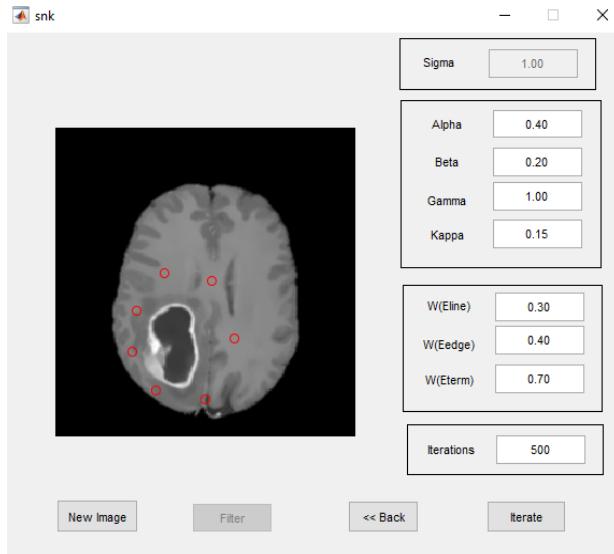 snk
Sigma 1.00
Alpha 0.40
Beta 0.20
Gamma 1.00
Kappa 0.15
W(Eline) 0.30
W(Eedge) 0.40
W(Eterm) 0.70
Iterations 500
New Image Filter << Back Iterate